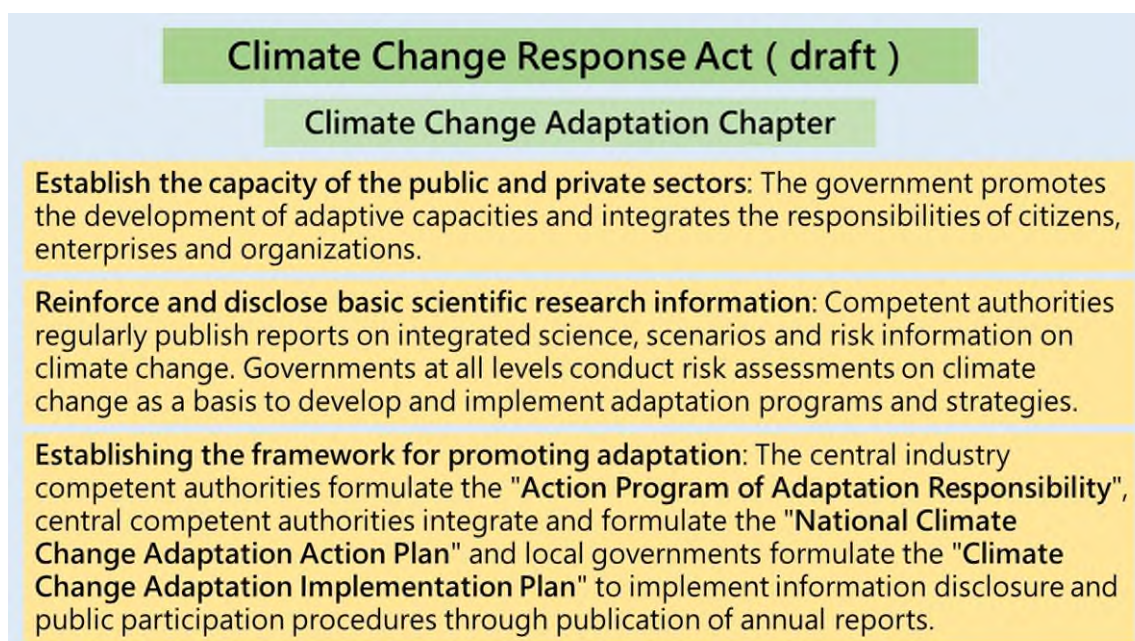 Climate Change Response Act ( draft )
Climate Change Adaptation Chapter
Establish the capacity of the public and private sectors: The government promotes
the development of adaptive capacities and integrates the responsibilities of citizens,
enterprises and organizations.
Reinforce and disclose basic scientific research information: Competent authorities
regularly publish reports on integrated science, scenarios and risk information on
climate change. Governments at all levels conduct risk assessments on climate
change as a basis to develop and implement adaptation programs and strategies.
Establishing the framework for promoting adaptation: The central industry
competent authorities formulate the "Action Program of Adaptation Responsibility",
central competent authorities integrate and formulate the "National Climate
Change Adaptation Action Plan" and local governments formulate the "Climate
Change Adaptation Implementation Plan" to implement information disclosure and
public participation procedures through publication of annual reports.